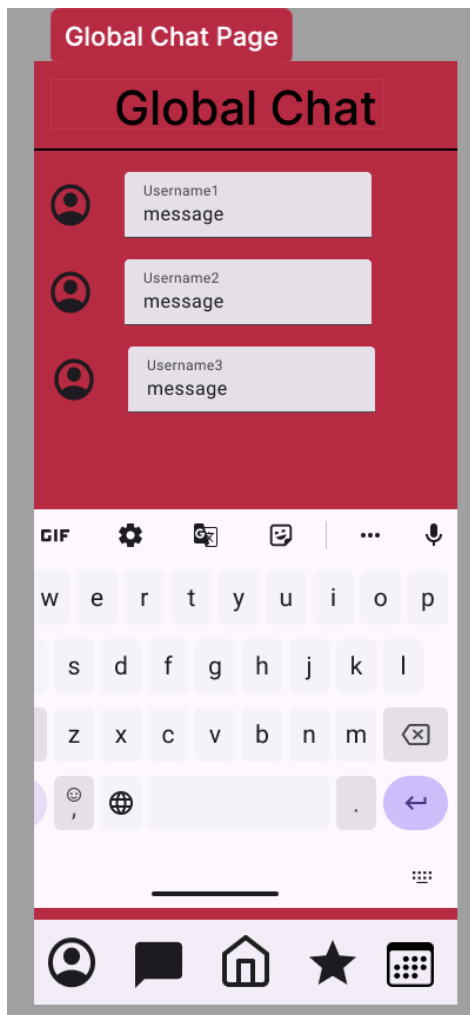 Global Chat Page
Global Chat
Username1
message
Username2
message
Username3
message
GIF
w e r t y u i o p
s d f g h j k l
z x c v b n m
, .